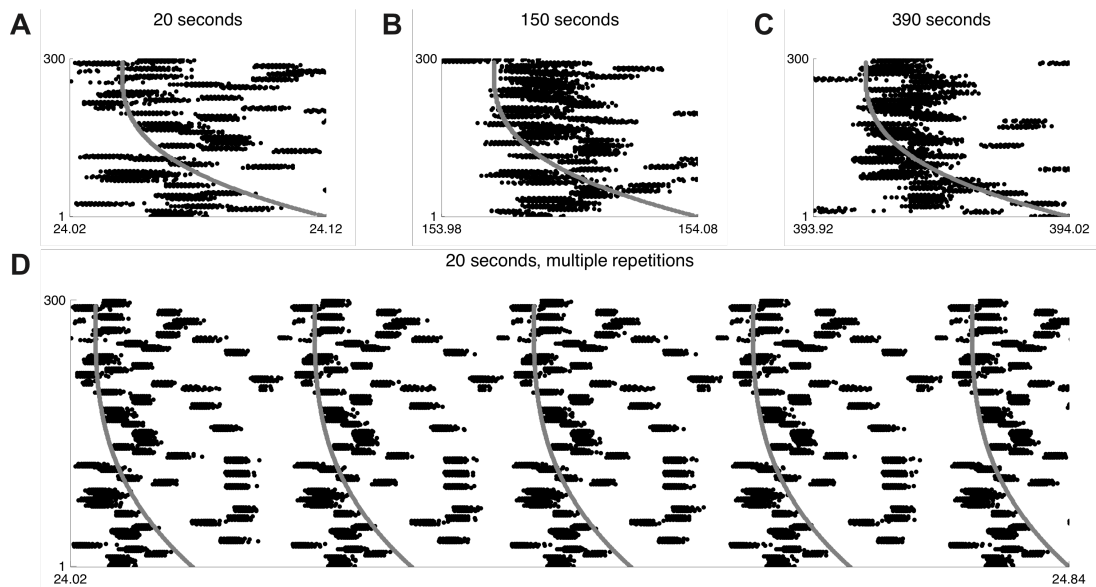 A
20 seconds
300
1
24.02
24.12
B
150 seconds
300
1
153.98
154.08
C
390 seconds
300
1
393.92
394.02
D
20 seconds, multiple repetitions
300
1
24.02
24.84